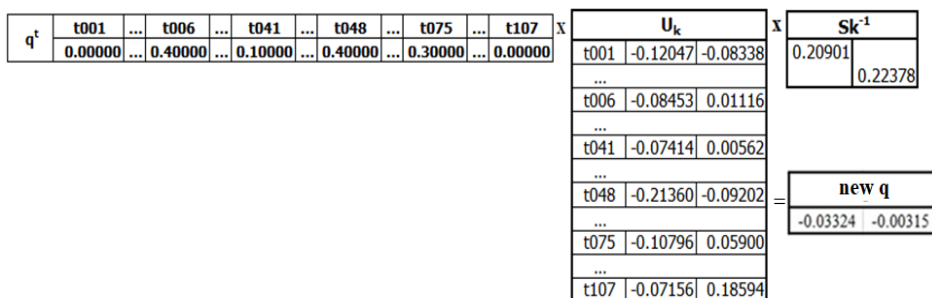 q^t t001 ... t006 ... t041 ... t048 ... t075 ... t107
0.00000 ... 0.40000 ... 0.10000 ... 0.40000 ... 0.30000 ... 0.00000
x
U_k
t001 -0.12047 -0.08338
...
t006 -0.08453 0.01116
...
t041 -0.07414 0.00562
...
t048 -0.21360 -0.09202
...
t075 -0.10796 0.05900
...
t107 -0.07156 0.18594
x
Sk^-1
0.20901
0.22378
=
new q
-0.03324 -0.00315